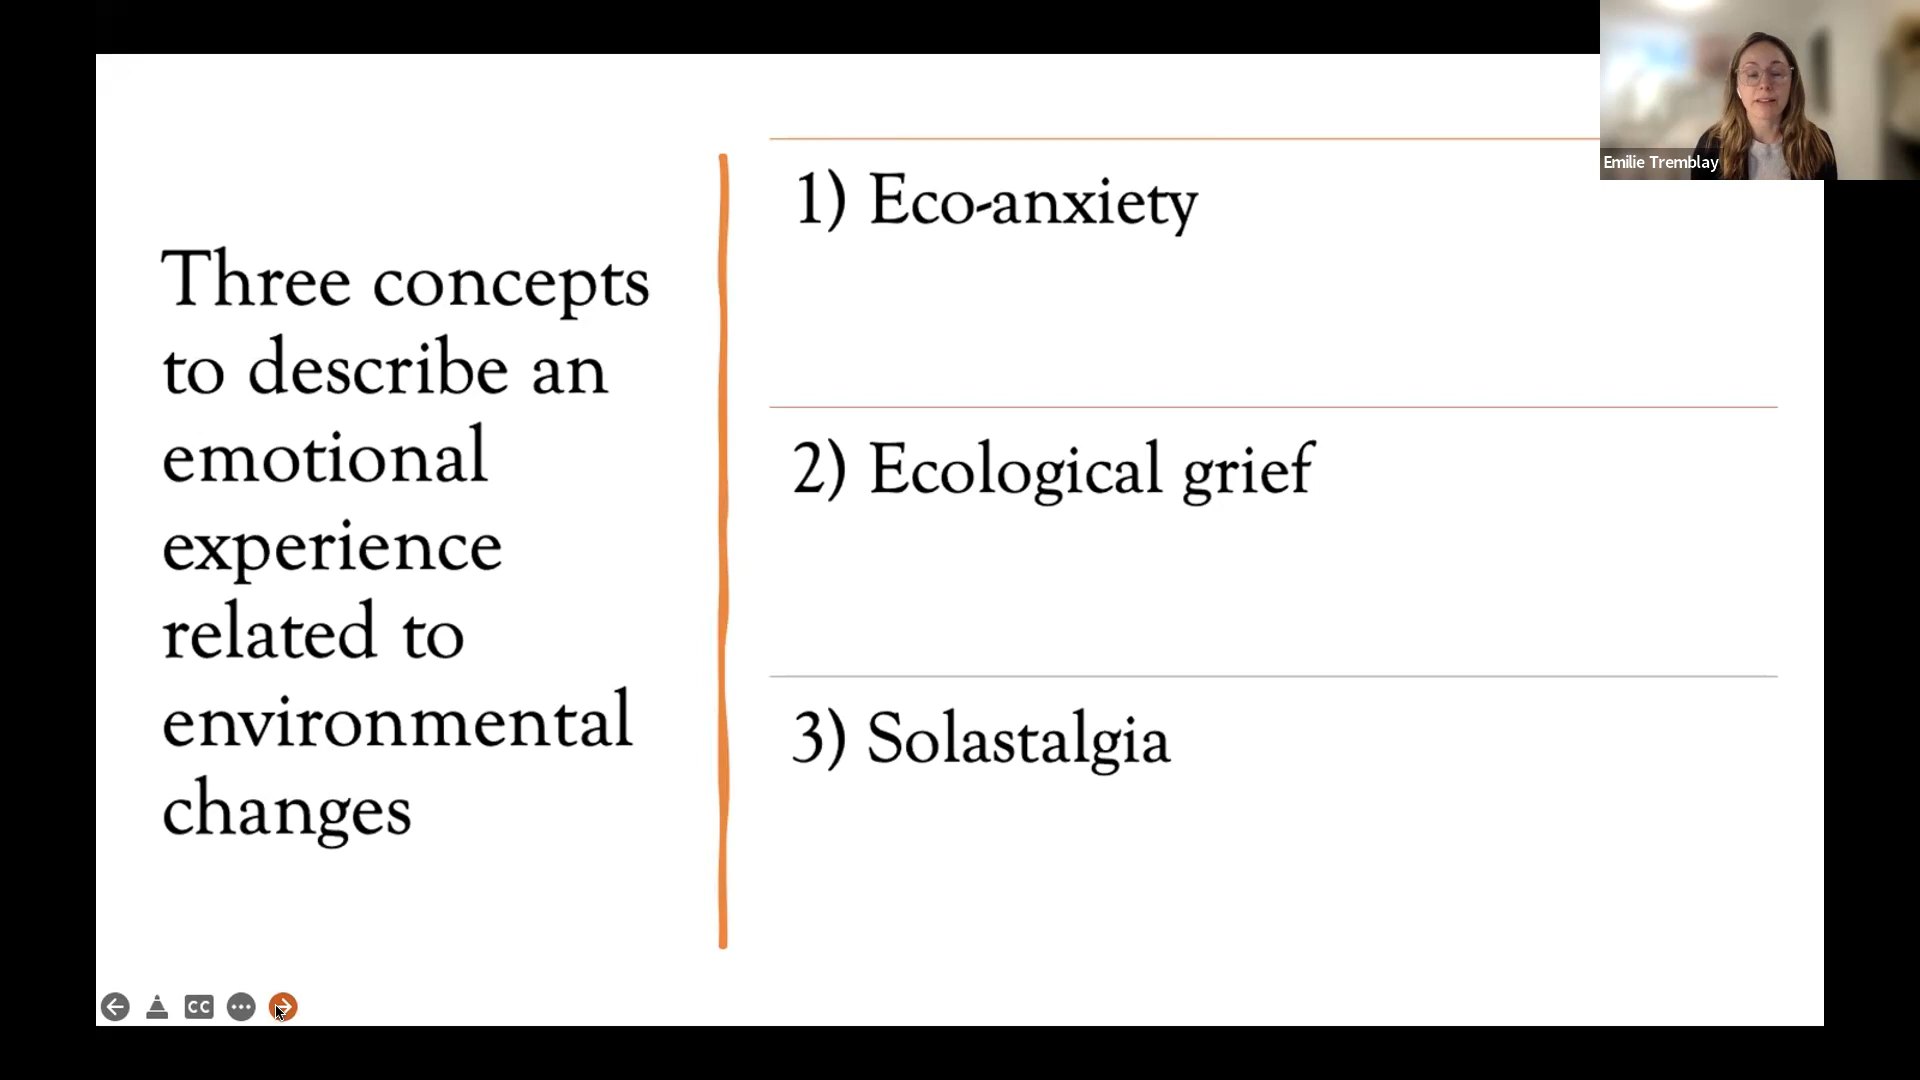 Three concepts
to describe an
emotional
experience
related to
environmental
changes
1) Eco-anxiety
2) Ecological grief
3) Solastalgia
Emilie Tremblay
CC